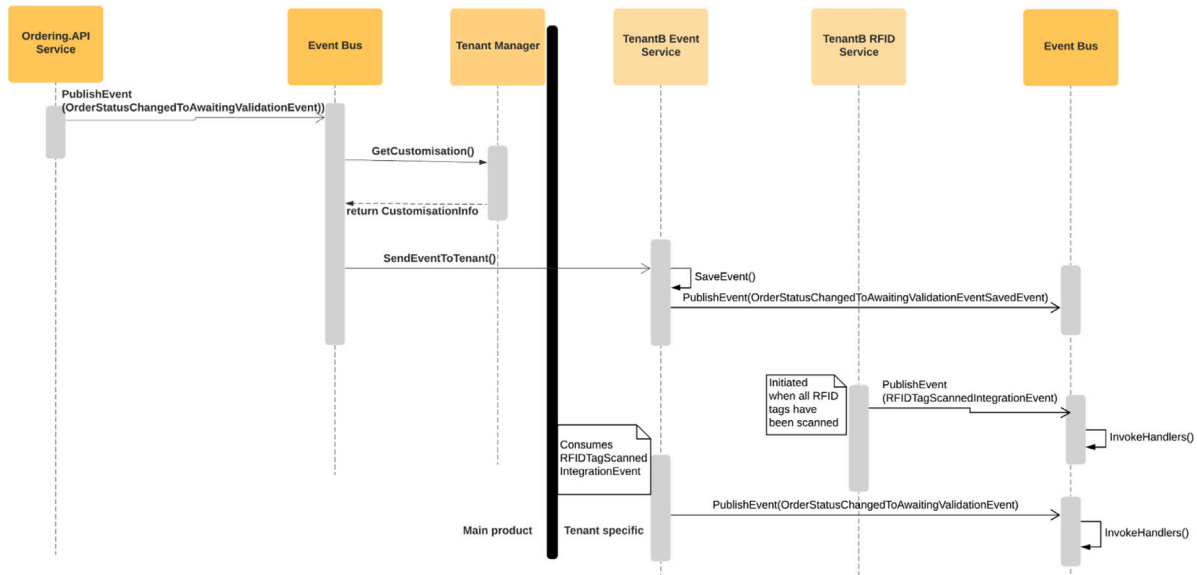 Ordering.API
Service
Event Bus
Tenant Manager
TenantB Event
Service
TenantB RFID
Service
Event Bus
PublishEvent
(OrderStatusChangedToAwaitingValidationEvent))
GetCustomisation()
return CustomisationInfo
SendEventToTenant()
SaveEvent()
PublishEvent(OrderStatusChangedToAwaitingValidationEventSavedEvent)
Initiated
when all RFID
tags have
been scanned
PublishEvent
(RFIDTagScannedIntegrationEvent)
InvokeHandlers()
Consumes
RFIDTagScanned
IntegrationEvent
PublishEvent(OrderStatusChangedToAwaitingValidationEvent)
InvokeHandlers()
Main product
Tenant specific